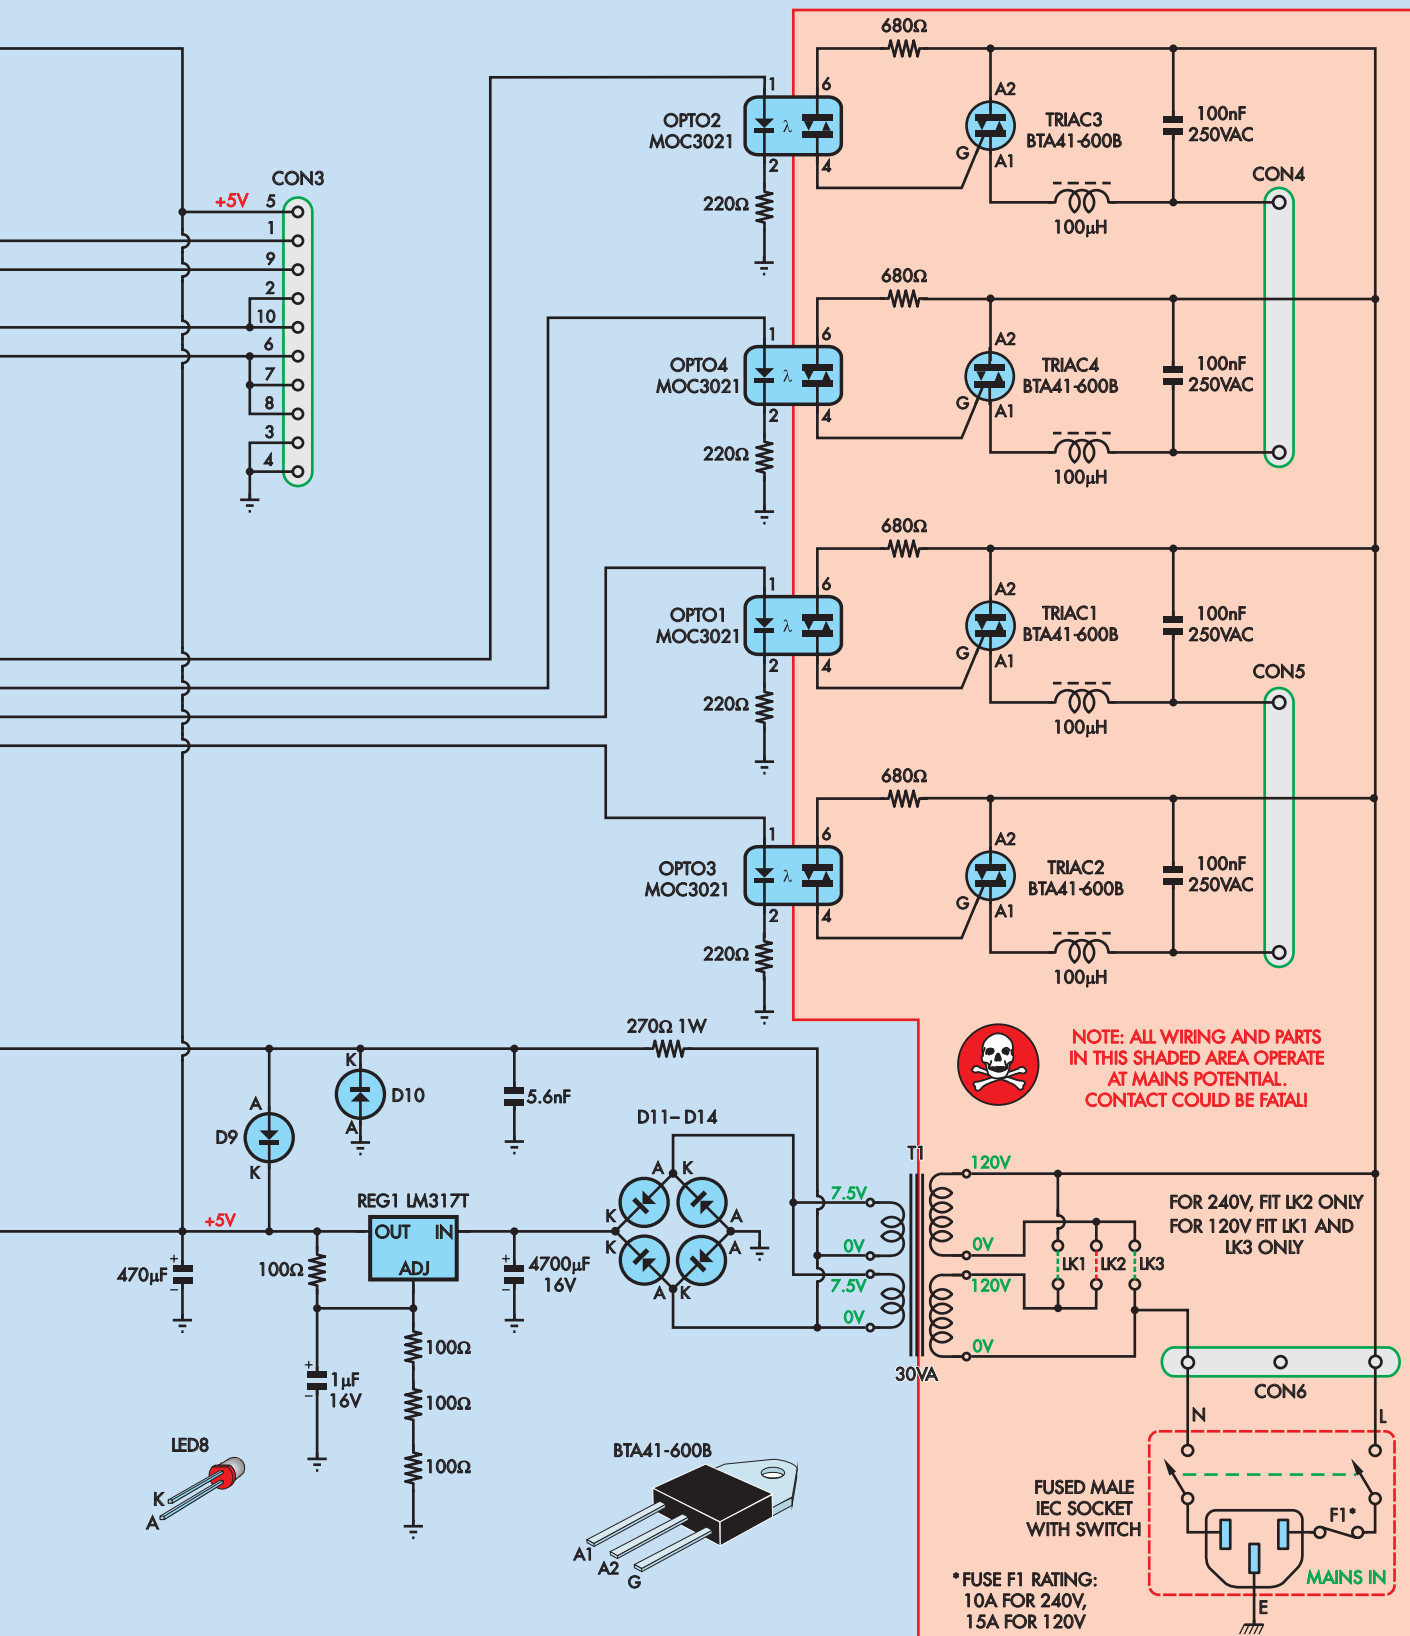 680Ω
1
6
A2
OPTO2
MOC3021
λ
TRIAC3
BTA41-600B
100nF
250VAC
G
A1
2
4
CON3
CON4
+5V
5
220Ω
100µH
1
9
2
10
6
7
8
3
4
680Ω
1
6
A2
OPTO4
MOC3021
λ
TRIAC4
BTA41-600B
100nF
250VAC
G
A1
2
4
220Ω
100µH
680Ω
1
6
A2
OPTO1
MOC3021
λ
TRIAC1
BTA41-600B
100nF
250VAC
G
A1
2
4
CON5
220Ω
100µH
680Ω
1
6
A2
OPTO3
MOC3021
λ
TRIAC2
BTA41-600B
100nF
250VAC
G
A1
2
4
220Ω
100µH
270Ω 1W
NOTE: ALL WIRING AND PARTS
IN THIS SHADED AREA OPERATE
AT MAINS POTENTIAL.
CONTACT COULD BE FATAL!
K
D10
A
5.6nF
A
D9
K
D11–D14
T1
120V
A
K
7.5V
K
A
0V
0V
K
A
7.5V
120V
A
K
0V
0V
30VA
FOR 240V, FIT LK2 ONLY
FOR 120V FIT LK1 AND
LK3 ONLY
LK1
LK2
LK3
REG1 LM317T
+5V
OUT
IN
ADJ
+
470µF
–
100Ω
+
4700µF
16V
–
100Ω
+
1µF
16V
–
100Ω
100Ω
CON6
N
L
LED8
K
A
BTA41-600B
A1
A2
G
FUSED MALE
IEC SOCKET
WITH SWITCH
F1*
MAINS IN
E
* FUSE F1 RATING:
10A FOR 240V,
15A FOR 120V